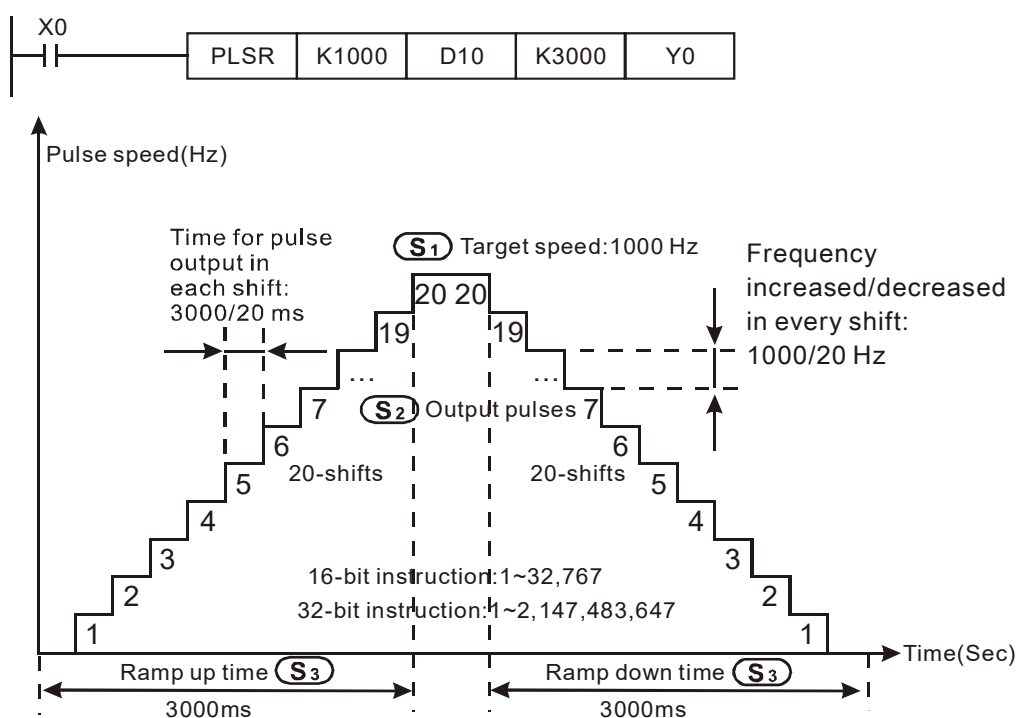 X0
PLSR K1000 D10 K3000 Y0
Pulse speed(Hz)
Time for pulse
output in
each shift:
3000/20 ms
S1 Target speed:1000 Hz
Frequency
increased/decreased
in every shift:
1000/20 Hz
20 20
19 19
... ...
7 S2 Output pulses 7
6 6
20-shifts 20-shifts
5 5
4 4
3 3
16-bit instruction:1~32,767
2 2
32-bit instruction:1~2,147,483,647
1 1
Time(Sec)
Ramp up time S3 Ramp down time S3
3000ms 3000ms